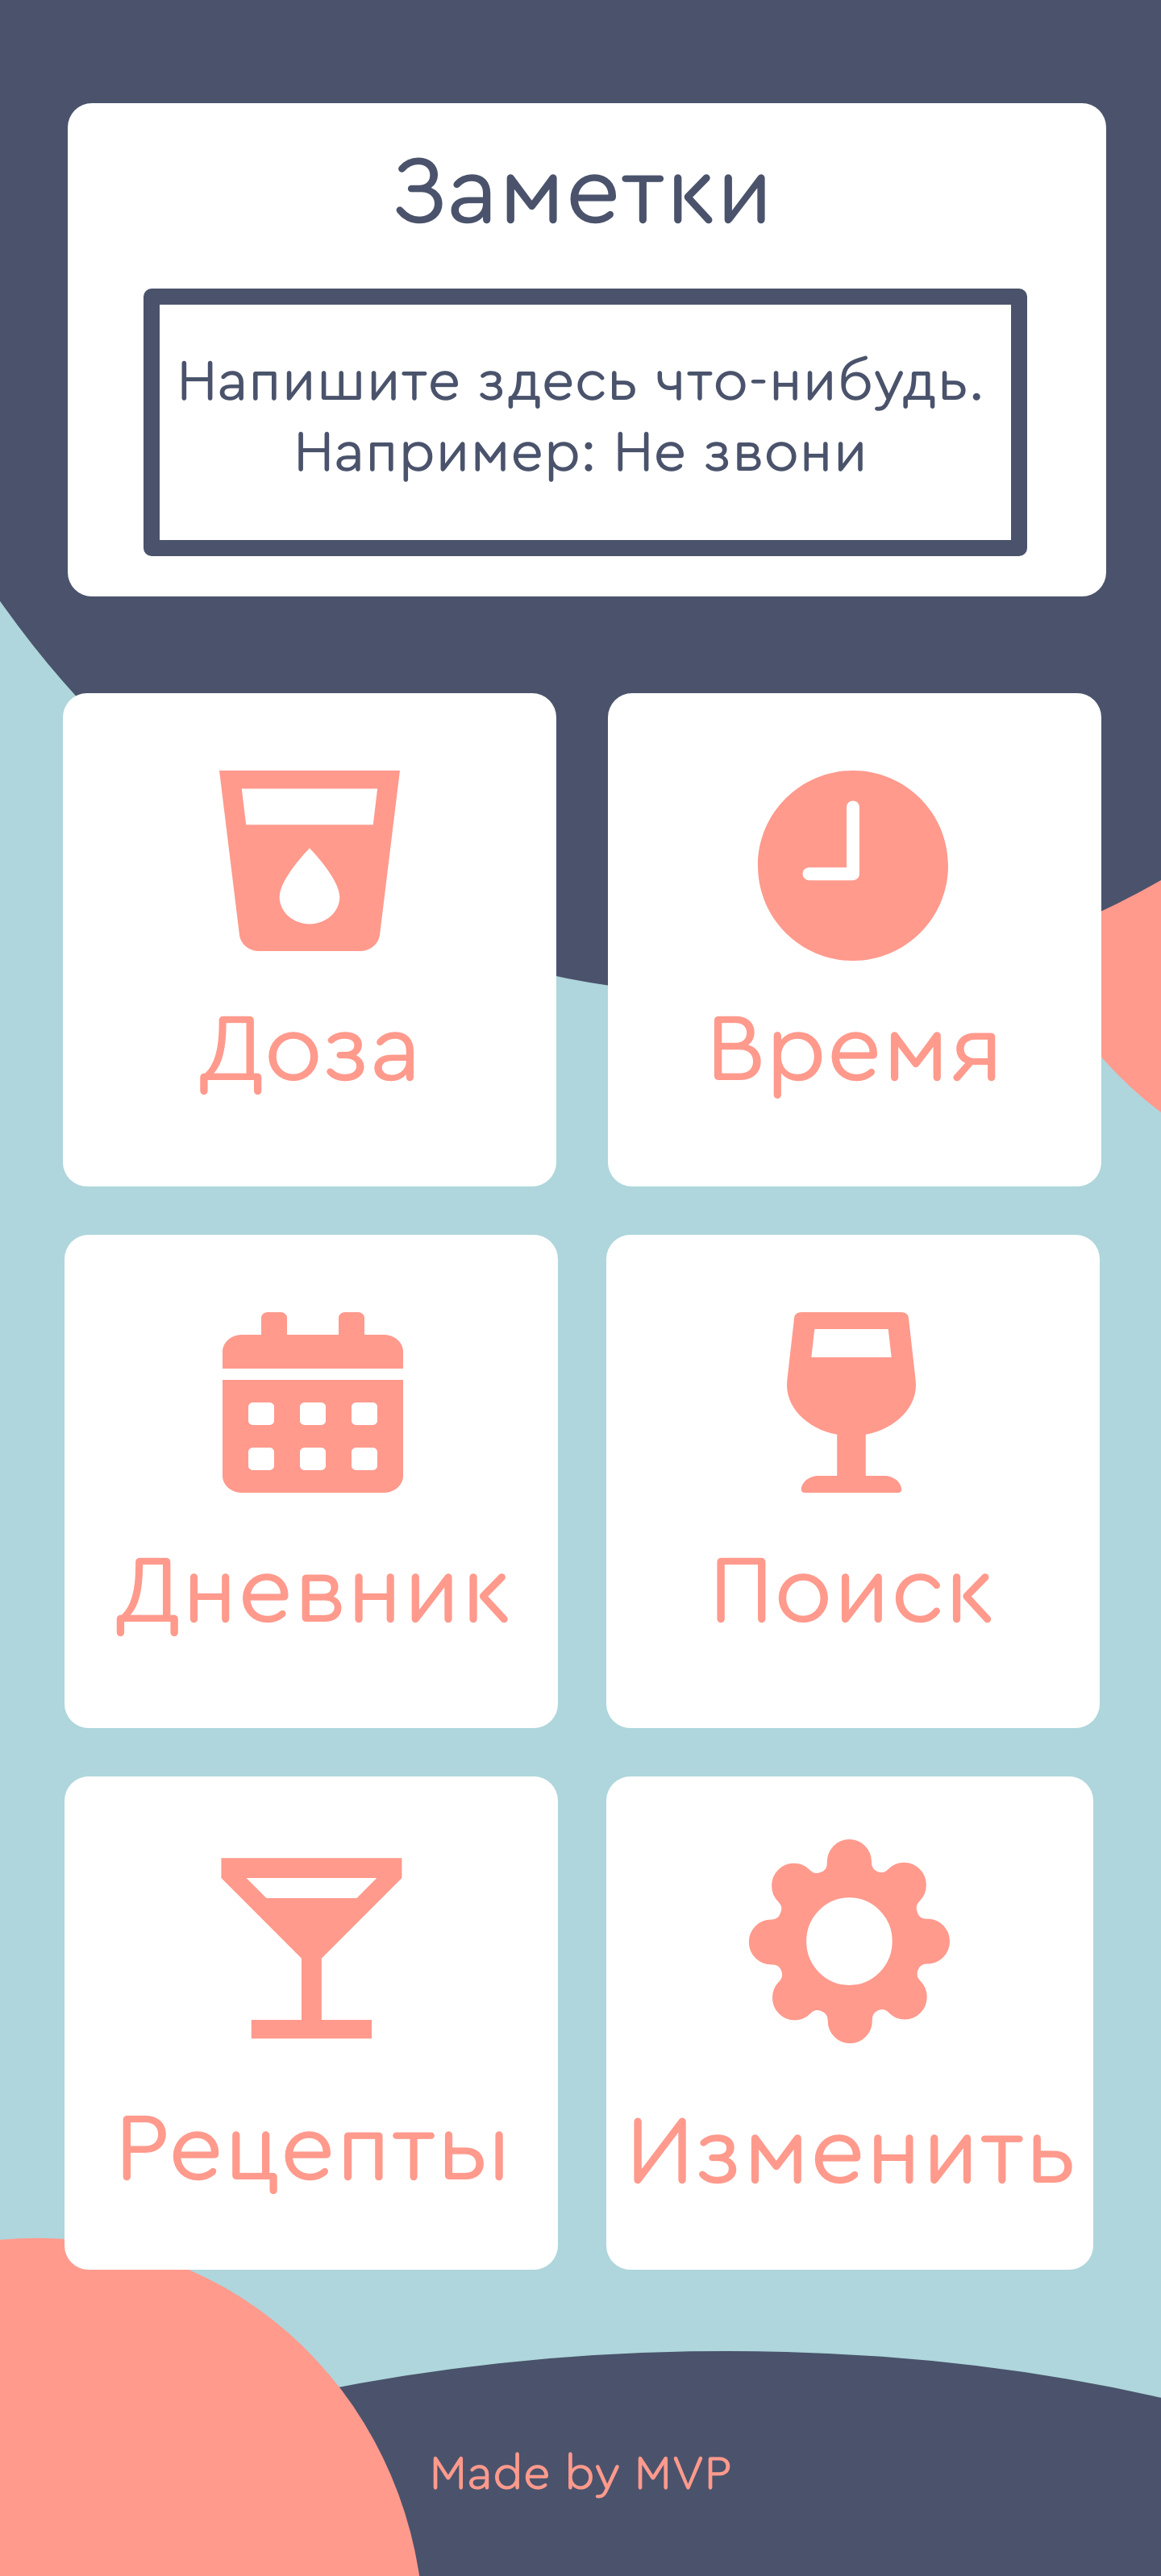 Заметки
Напишите здесь что-нибудь.
Например: Не звони
Доза
Время
Дневник
Поиск
Рецепты
Изменить
Made by MVP